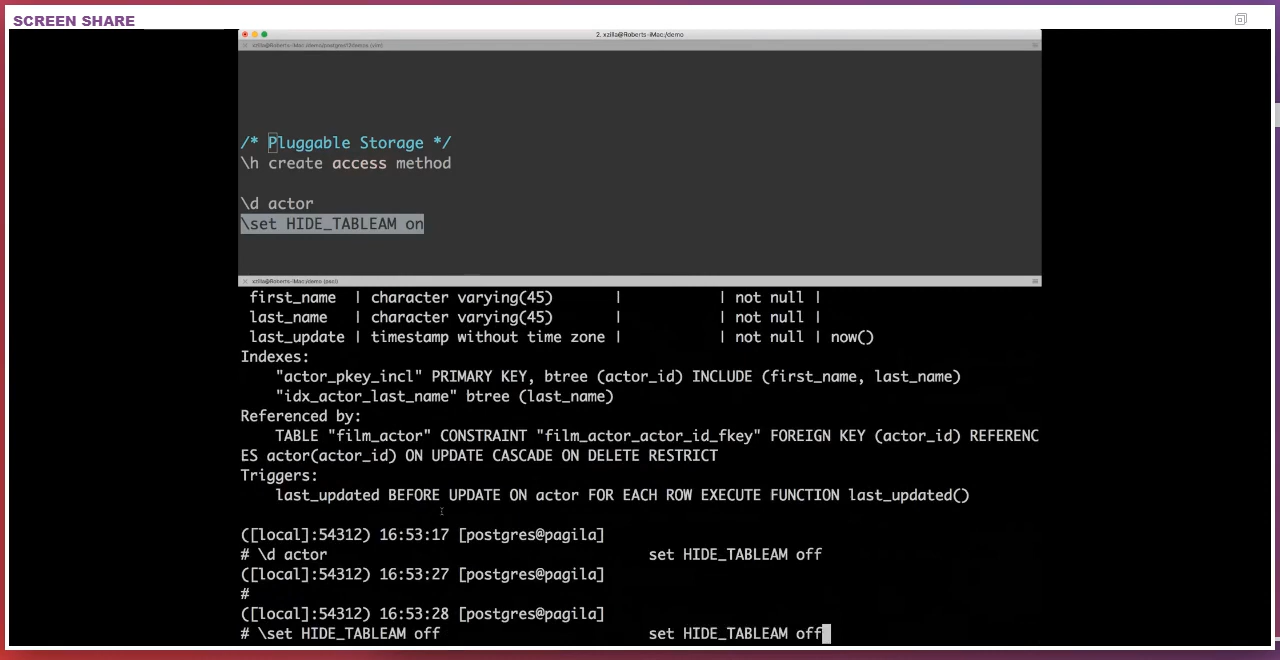 SCREEN SHARE
2. xzilla@Roberts-iMac:/demo
/* Pluggable Storage */
\h create access method
\d actor
\set HIDE_TABLEAM on
xzilla@Roberts-iMac:/demo (psql)
first_name | character varying(45) | | not null |
last_name | character varying(45) | | not null |
last_update | timestamp without time zone | | not null | now()
Indexes:
"actor_pkey_incl" PRIMARY KEY, btree (actor_id) INCLUDE (first_name, last_name)
"idx_actor_last_name" btree (last_name)
Referenced by:
TABLE "film_actor" CONSTRAINT "film_actor_actor_id_fkey" FOREIGN KEY (actor_id) REFERENC
ES actor(actor_id) ON UPDATE CASCADE ON DELETE RESTRICT
Triggers:
last_updated BEFORE UPDATE ON actor FOR EACH ROW EXECUTE FUNCTION last_updated()
([local]:54312) 16:53:17 [postgres@pagila]
# \d actor set HIDE_TABLEAM off
([local]:54312) 16:53:27 [postgres@pagila]
#
([local]:54312) 16:53:28 [postgres@pagila]
# \set HIDE_TABLEAM off set HIDE_TABLEAM off